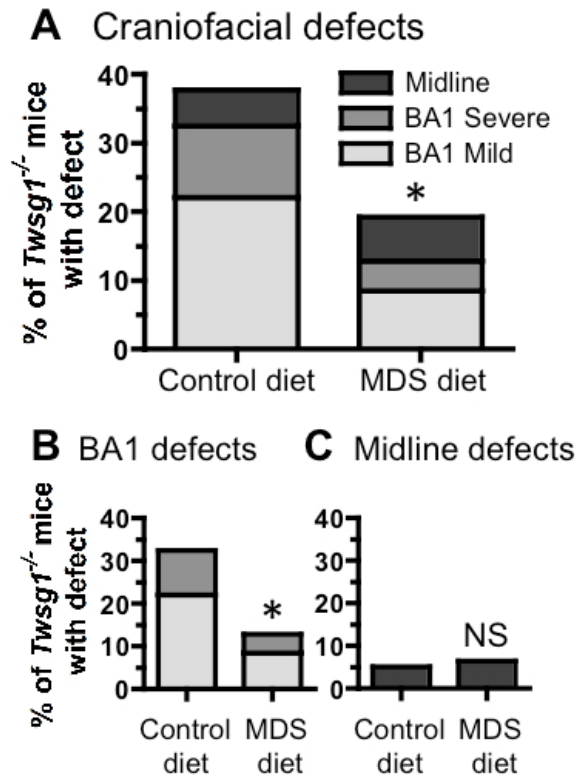 A Craniofacial defects
% of Twsg1-/- mice
with defect
40
30
20
10
0
Midline
BA1 Severe
BA1 Mild
*
Control diet MDS diet
B BA1 defects
% of Twsg1-/- mice
with defect
40
30
20
10
0
*
Control MDS
diet diet
C Midline defects
40
30
20
10
0
NS
Control MDS
diet diet